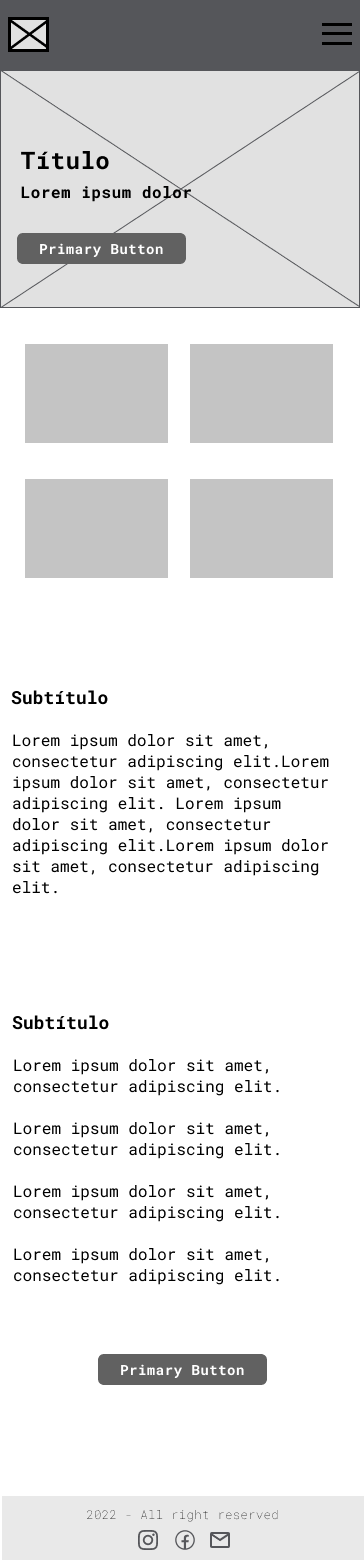 Título
Lorem ipsum dolor
Primary Button
Subtítulo
Lorem ipsum dolor sit amet,
consectetur adipiscing elit.Lorem
ipsum dolor sit amet, consectetur
adipiscing elit. Lorem ipsum
dolor sit amet, consectetur
adipiscing elit.Lorem ipsum dolor
sit amet, consectetur adipiscing
elit.
Subtítulo
Lorem ipsum dolor sit amet,
consectetur adipiscing elit.
Lorem ipsum dolor sit amet,
consectetur adipiscing elit.
Lorem ipsum dolor sit amet,
consectetur adipiscing elit.
Lorem ipsum dolor sit amet,
consectetur adipiscing elit.
Primary Button
2022 - All right reserved